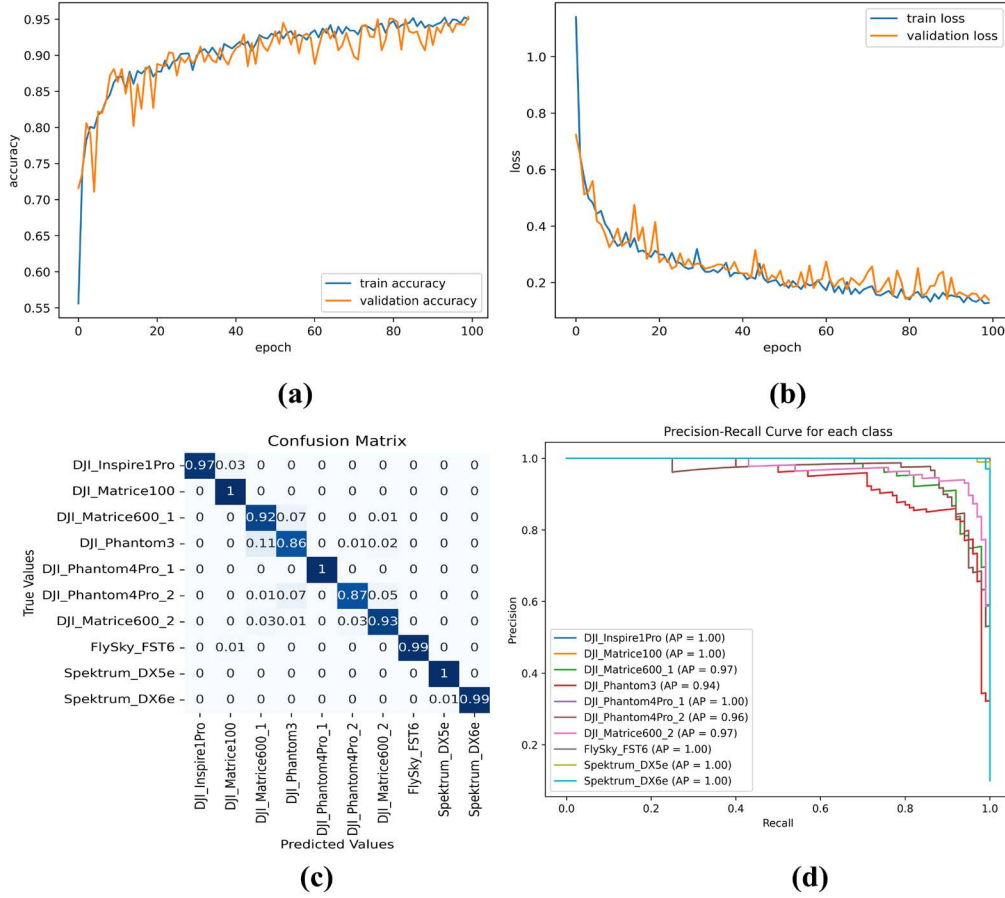 0.95
0.90
0.85
0.80
0.75
0.70
0.65
0.60
0.55
accuracy
train accuracy
validation accuracy
0 20 40 60 80 100
epoch
(a)
train loss
validation loss
1.0
0.8
0.6
0.4
0.2
loss
0 20 40 60 80 100
epoch
(b)
Confusion Matrix
True Values
DJI_Inspire1Pro 0.97 0.03 0 0 0 0 0 0 0 0
DJI_Matrice100 0 1 0 0 0 0 0 0 0 0
DJI_Matrice600_1 0 0 0.92 0.07 0 0 0.01 0 0 0
DJI_Phantom3 0 0 0.11 0.86 0 0.01 0.02 0 0 0
DJI_Phantom4Pro_1 0 0 0 0 1 0 0 0 0 0
DJI_Phantom4Pro_2 0 0 0.01 0.07 0 0.87 0.05 0 0 0
DJI_Matrice600_2 0 0 0.03 0.01 0 0.03 0.93 0 0 0
FlySky_FST6 0 0.01 0 0 0 0 0 0.99 0 0
Spektrum_DX5e 0 0 0 0 0 0 0 0 1 0
Spektrum_DX6e 0 0 0 0 0 0 0 0 0.01 0.99
DJI_Inspire1Pro
DJI_Matrice100
DJI_Matrice600_1
DJI_Phantom3
DJI_Phantom4Pro_1
DJI_Phantom4Pro_2
DJI_Matrice600_2
FlySky_FST6
Spektrum_DX5e
Spektrum_DX6e
Predicted Values
(c)
Precision-Recall Curve for each class
1.0
0.8
0.6
0.4
0.2
Precision
DJI_Inspire1Pro (AP = 1.00)
DJI_Matrice100 (AP = 1.00)
DJI_Matrice600_1 (AP = 0.97)
DJI_Phantom3 (AP = 0.94)
DJI_Phantom4Pro_1 (AP = 1.00)
DJI_Phantom4Pro_2 (AP = 0.96)
DJI_Matrice600_2 (AP = 0.97)
FlySky_FST6 (AP = 1.00)
Spektrum_DX5e (AP = 1.00)
Spektrum_DX6e (AP = 1.00)
0.0 0.2 0.4 0.6 0.8 1.0
Recall
(d)